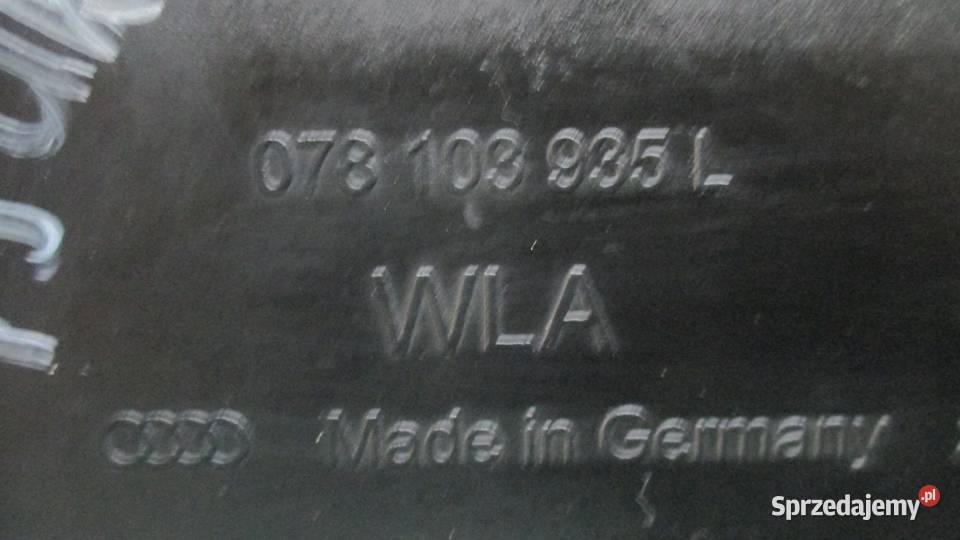 078 103 935 L
WLA
Made in Germany
Sprzedajemy.pl